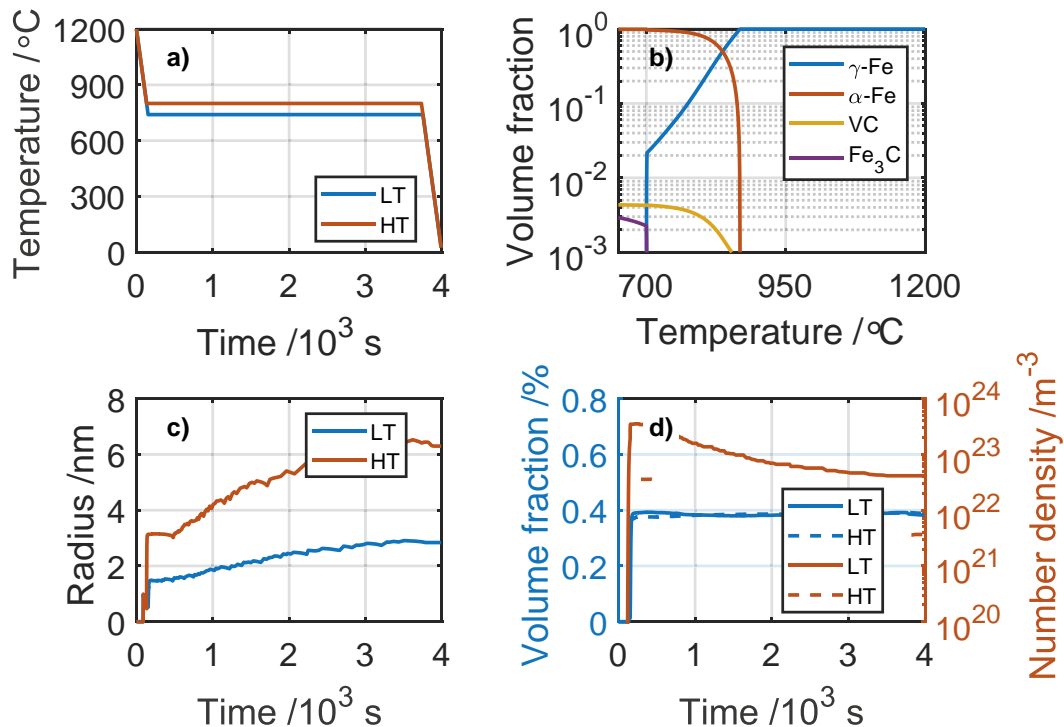 a)
Temperature /°C
1200
900
600
300
0
LT
HT
0 1 2 3 4
Time /10³ s
b)
Volume fraction
10⁰
10⁻¹
10⁻²
10⁻³
γ-Fe
α-Fe
VC
Fe₃C
700 950 1200
Temperature /°C
c)
Radius /nm
8
6
4
2
0
LT
HT
0 1 2 3 4
Time /10³ s
d)
Volume fraction /%
0.8
0.6
0.4
0.2
0
LT
HT
LT
HT
10²⁴
10²³
10²²
10²¹
10²⁰
Number density /m⁻³
0 1 2 3 4
Time /10³ s